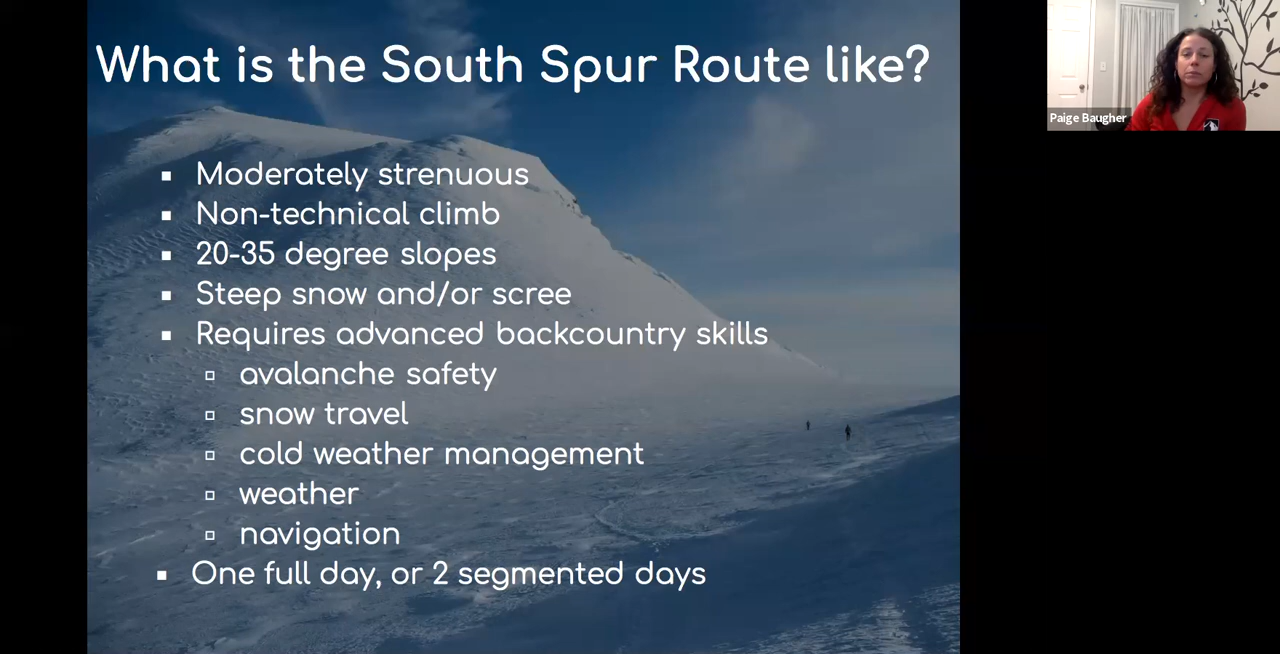 What is the South Spur Route like?
▪ Moderately strenuous
▪ Non-technical climb
▪ 20-35 degree slopes
▪ Steep snow and/or scree
▪ Requires advanced backcountry skills
▫ avalanche safety
▫ snow travel
▫ cold weather management
▫ weather
▫ navigation
▪ One full day, or 2 segmented days
Paige Baugher